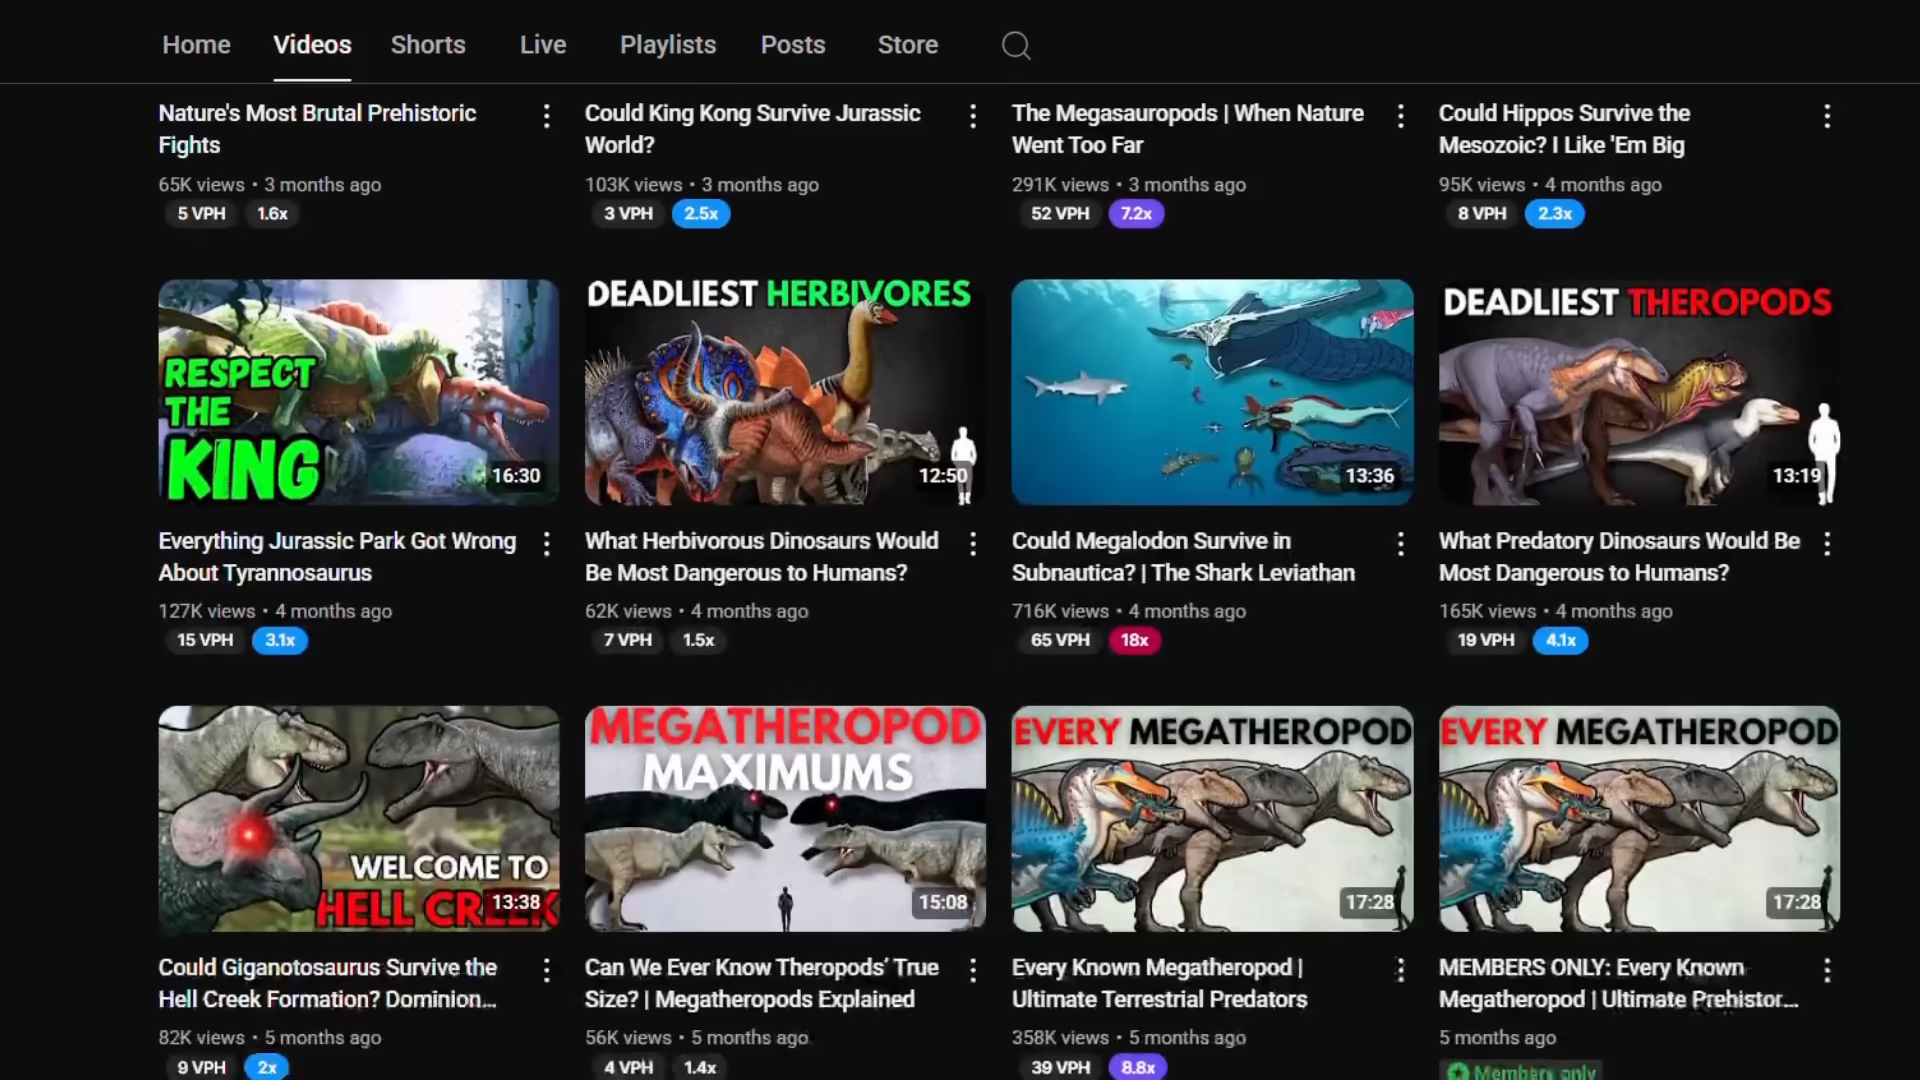 Home Videos Shorts Live Playlists Posts Store
Nature's Most Brutal Prehistoric
Fights
65K views • 3 months ago
5 VPH 1.6x
Could King Kong Survive Jurassic
World?
103K views • 3 months ago
3 VPH 2.5x
The Megasauropods | When Nature
Went Too Far
291K views • 3 months ago
52 VPH 7.2x
Could Hippos Survive the
Mesozoic? I Like 'Em Big
95K views • 4 months ago
8 VPH 2.3x
RESPECT
THE
KING
16:30
Everything Jurassic Park Got Wrong
About Tyrannosaurus
127K views • 4 months ago
15 VPH 3.1x
DEADLIEST HERBIVORES
12:50
What Herbivorous Dinosaurs Would
Be Most Dangerous to Humans?
62K views • 4 months ago
7 VPH 1.5x
13:36
Could Megalodon Survive in
Subnautica? | The Shark Leviathan
716K views • 4 months ago
65 VPH 18x
DEADLIEST THEROPODS
13:19
What Predatory Dinosaurs Would Be
Most Dangerous to Humans?
165K views • 4 months ago
19 VPH 4.1x
WELCOME TO
HELL CREEK
13:38
Could Giganotosaurus Survive the
Hell Creek Formation? Dominion...
82K views • 5 months ago
9 VPH 2x
MEGATHEROPOD
MAXIMUMS
15:08
Can We Ever Know Theropods’ True
Size? | Megatheropods Explained
56K views • 5 months ago
4 VPH 1.4x
EVERY MEGATHEROPOD
17:28
Every Known Megatheropod |
Ultimate Terrestrial Predators
358K views • 5 months ago
39 VPH 8.8x
EVERY MEGATHEROPOD
17:28
MEMBERS ONLY: Every Known
Megatheropod | Ultimate Prehistor...
5 months ago
Members only